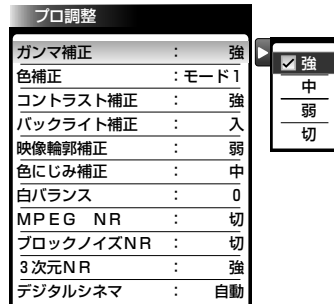 プロ調整
ガンマ補正 : 強
色補正 : モード1
コントラスト補正 : 強
バックライト補正 : 入
映像輪郭補正 : 弱
色にじみ補正 : 中
白バランス : 0
MPEG NR : 切
ブロックノイズNR : 切
3次元NR : 強
デジタルシネマ : 自動
強
中
弱
切